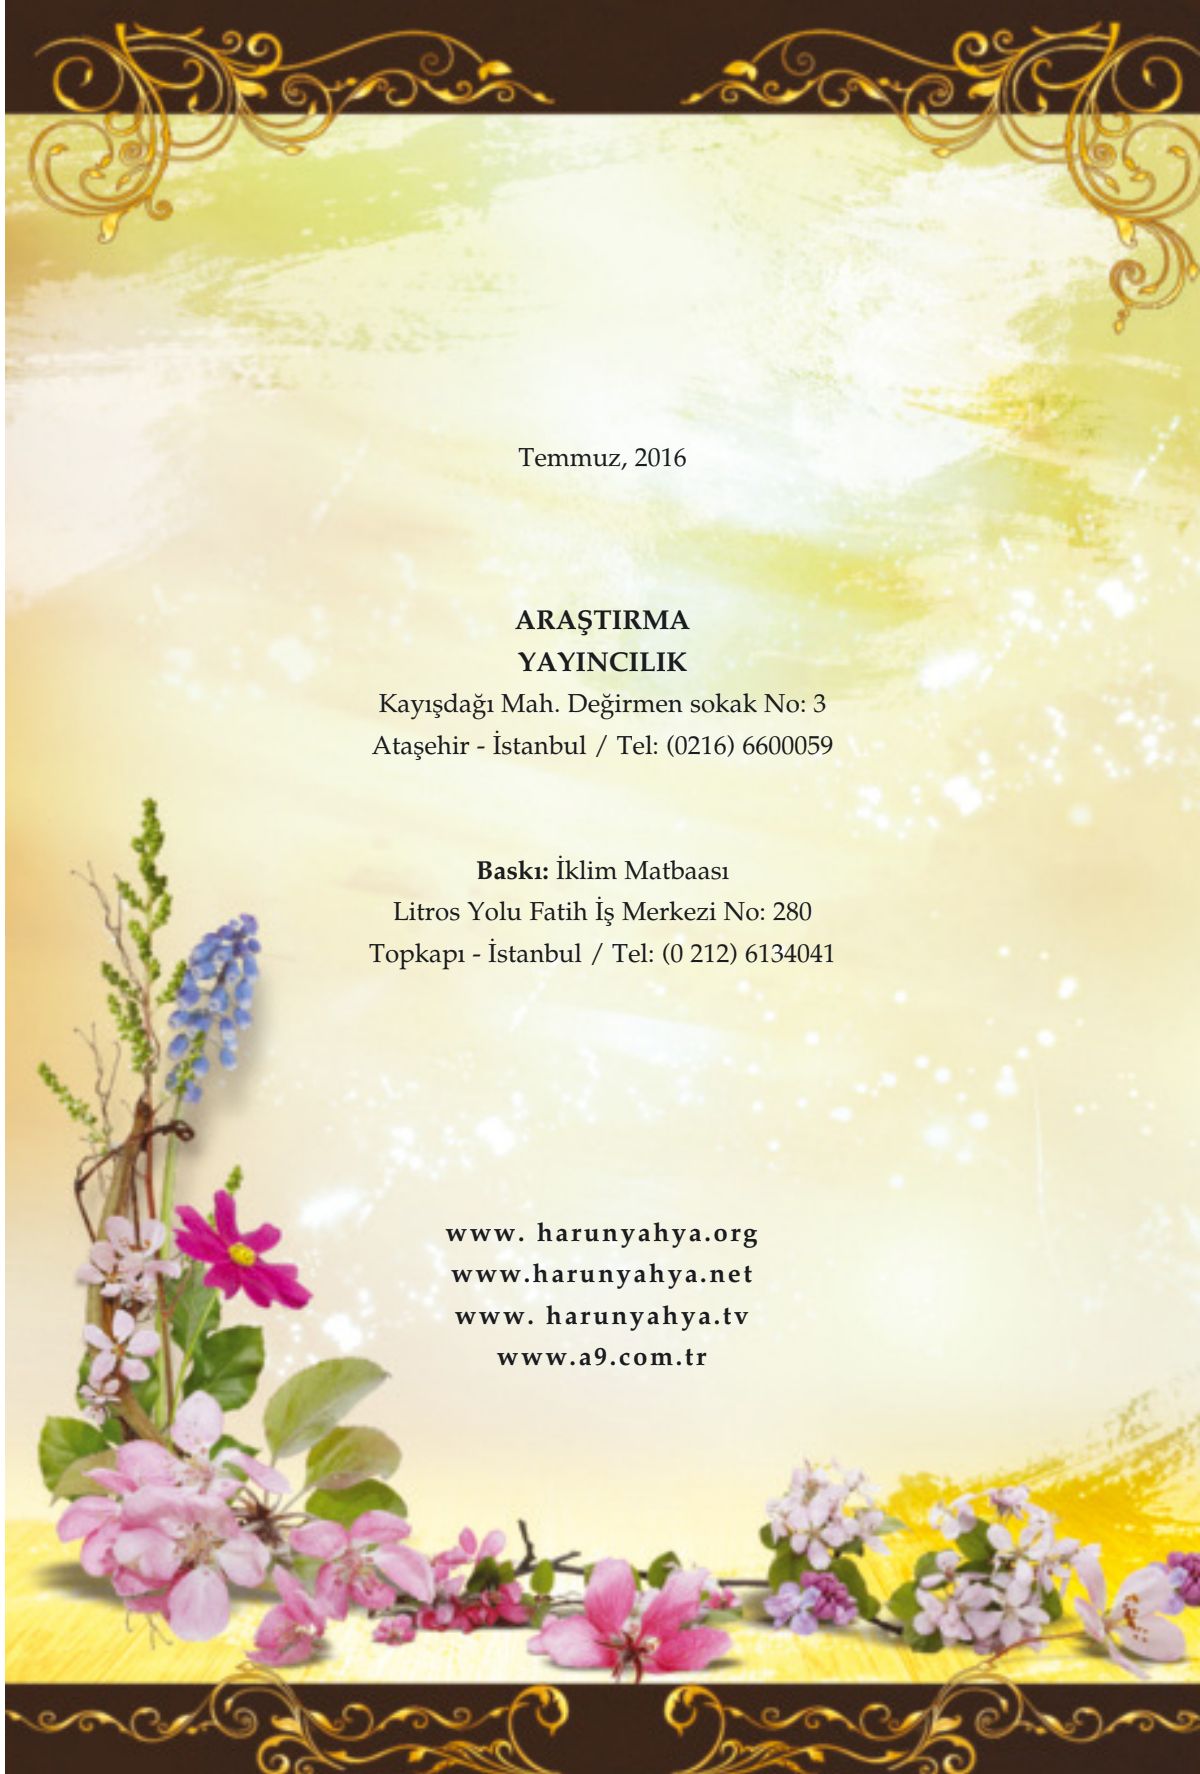 Temmuz, 2016
ARAŞTIRMA
YAYINCILIK
Kayışdağı Mah. Değirmen sokak No: 3
Ataşehir - İstanbul / Tel: (0216) 6600059
Baskı: İklim Matbaası
Litros Yolu Fatih İş Merkezi No: 280
Topkapı - İstanbul / Tel: (0 212) 6134041
www. harunyahya.org
www.harunyahya.net
www. harunyahya.tv
www.a9.com.tr